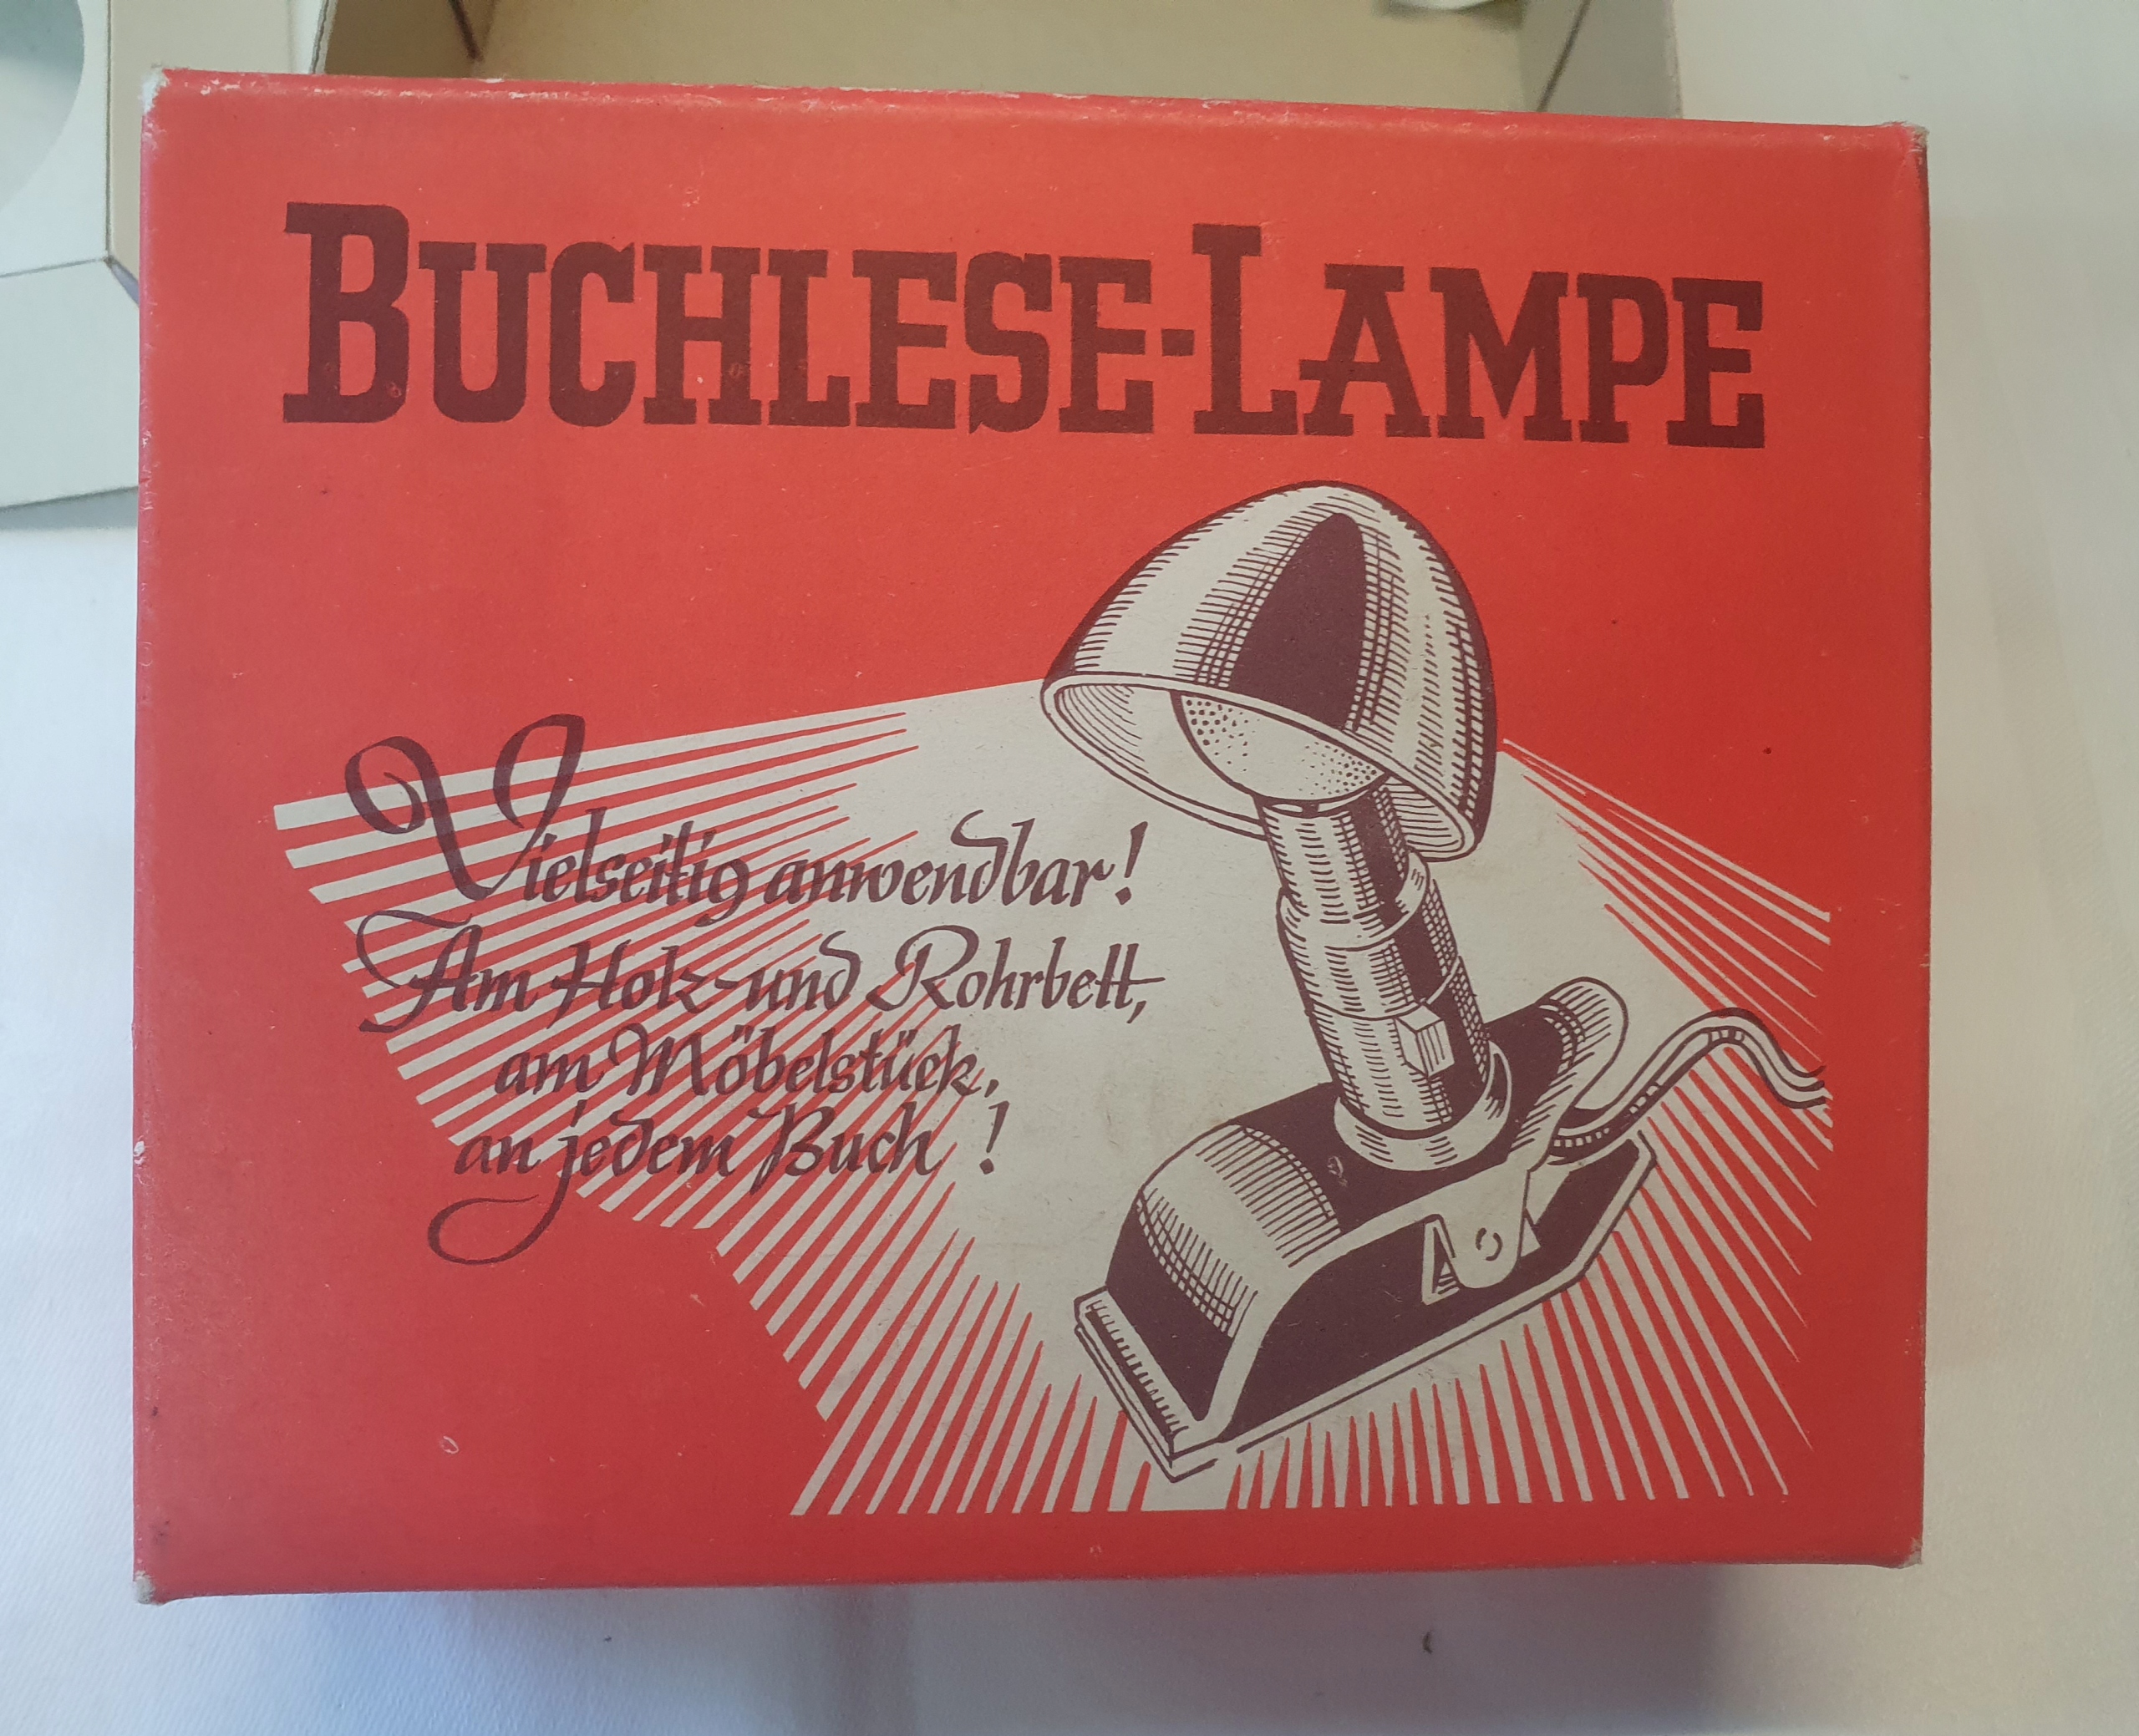 BUCHLESE-LAMPE
Vielseitig anwendbar!
Am Holz- und Rohrbett,
am Möbelstück,
an jedem Buch!